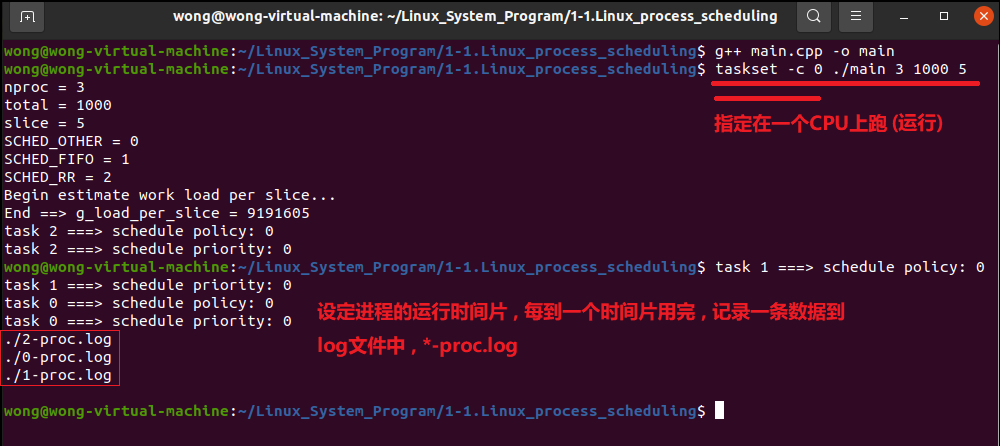 wong@wong-virtual-machine: ~/Linux_System_Program/1-1.Linux_process_scheduling
wong@wong-virtual-machine:~/Linux_System_Program/1-1.Linux_process_scheduling$ g++ main.cpp -o main
wong@wong-virtual-machine:~/Linux_System_Program/1-1.Linux_process_scheduling$ taskset -c 0 ./main 3 1000 5
nproc = 3
total = 1000
指定在一个CPU上跑 (运行)
slice = 5
SCHED_OTHER = 0
SCHED_FIFO = 1
SCHED_RR = 2
Begin estimate work load per slice...
End ==> g_load_per_slice = 9191605
task 2 ===> schedule policy: 0
task 2 ===> schedule priority: 0
wong@wong-virtual-machine:~/Linux_System_Program/1-1.Linux_process_scheduling$ task 1 ===> schedule policy: 0
task 1 ===> schedule priority: 0
task 0 ===> schedule policy: 0
task 0 ===> schedule priority: 0
设定进程的运行时间片，每到一个时间片用完，记录一条数据到
log文件中，*-proc.log
./2-proc.log
./0-proc.log
./1-proc.log
wong@wong-virtual-machine:~/Linux_System_Program/1-1.Linux_process_scheduling$